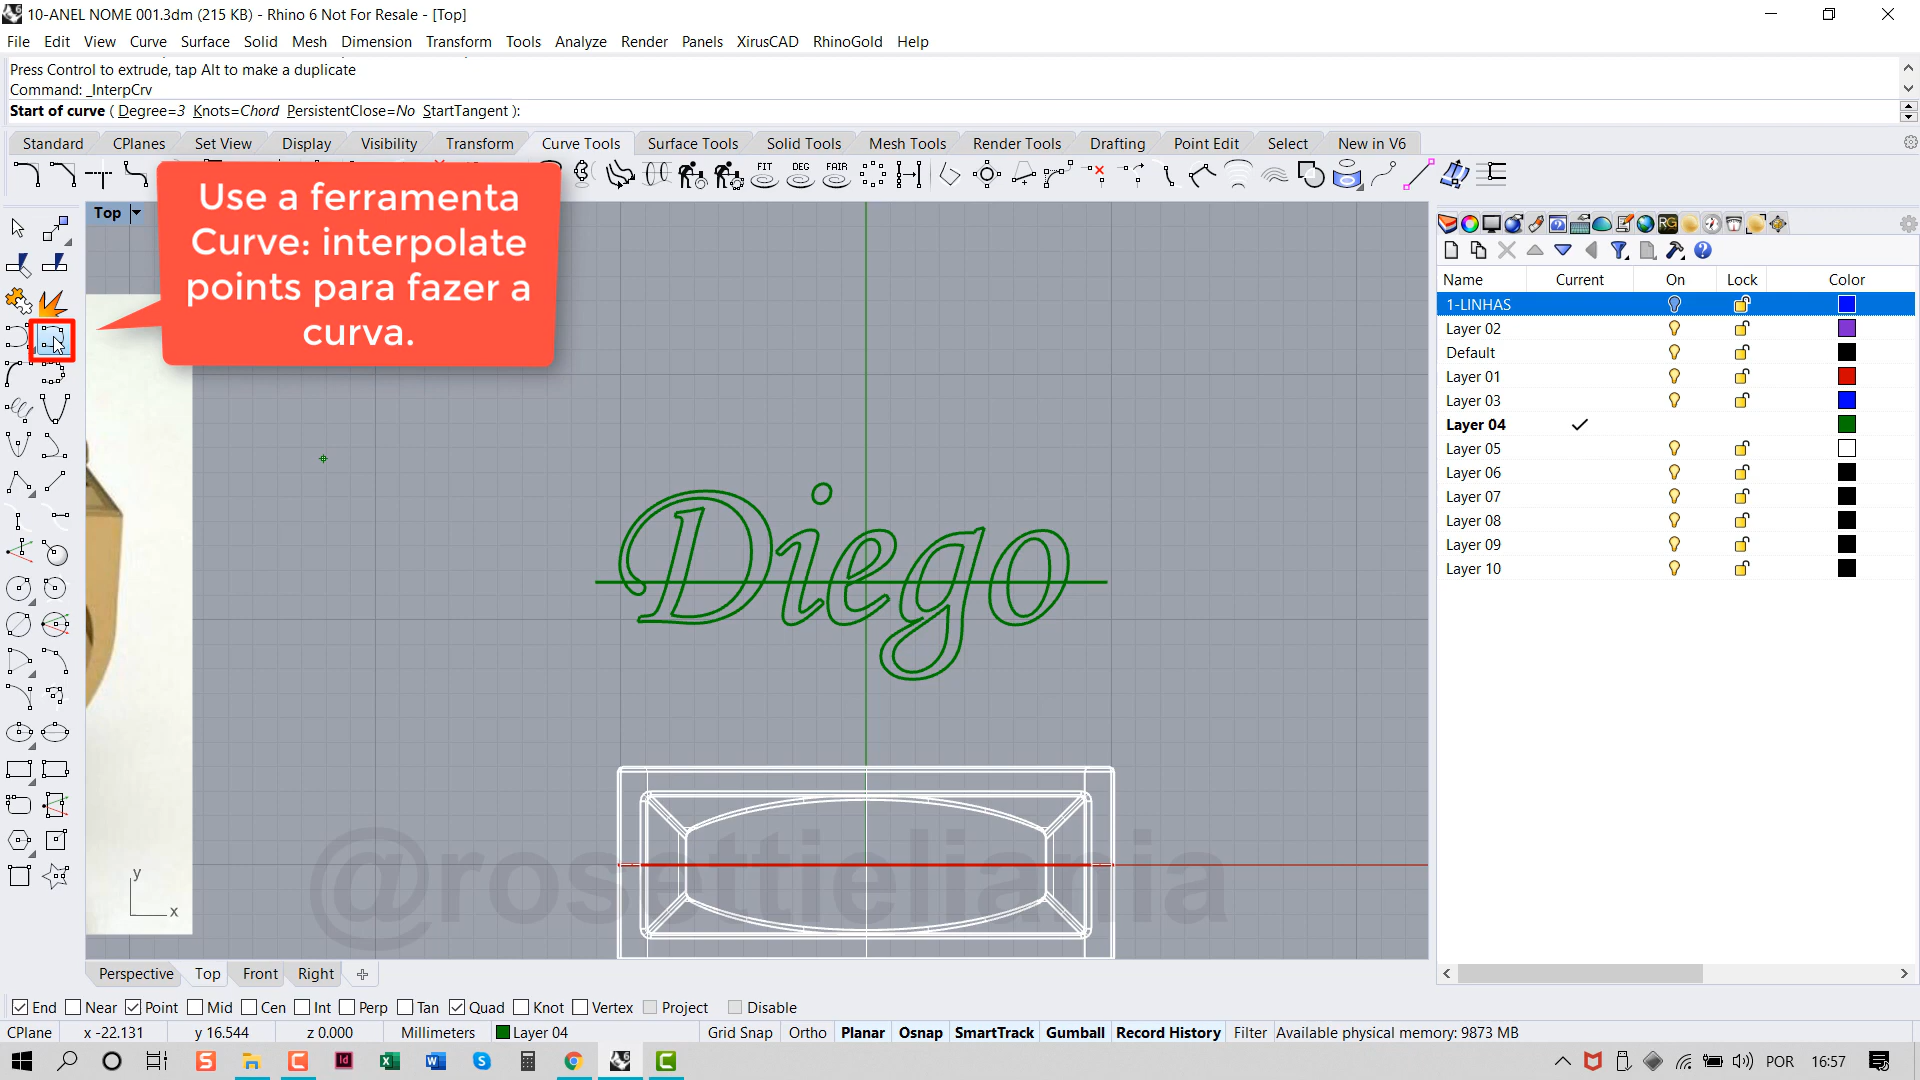 10-ANEL NOME 001.3dm (215 KB) - Rhino 6 Not For Resale - [Top]
File Edit View Curve Surface Solid Mesh Dimension Transform Tools Analyze Render Panels XirusCAD RhinoGold Help
Press Control to extrude, tap Alt to make a duplicate
Command: _InterpCrv
Start of curve ( Degree=3 Knots=Chord PersistentClose=No StartTangent ):
Standard CPlanes Set View Display Visibility Transform Curve Tools Surface Tools Solid Tools Mesh Tools Render Tools Drafting Point Edit Select New in V6
FIT DEG FAIR
Use a ferramenta
Curve: interpolate
points para fazer a
curva.
Top
RG
Name Current On Lock Color
1-LINHAS
Layer 02
Default
Layer 01
Layer 03
Layer 04
Layer 05
Layer 06
Layer 07
Layer 08
Layer 09
Layer 10
Diego
@rosettieliania
y
x
Perspective Top Front Right
End Near Point Mid Cen Int Perp Tan Quad Knot Vertex Project Disable
CPlane x -22.131 y 16.544 z 0.000 Millimeters Layer 04 Grid Snap Ortho Planar Osnap SmartTrack Gumball Record History Filter Available physical memory: 9873 MB
POR 16:57